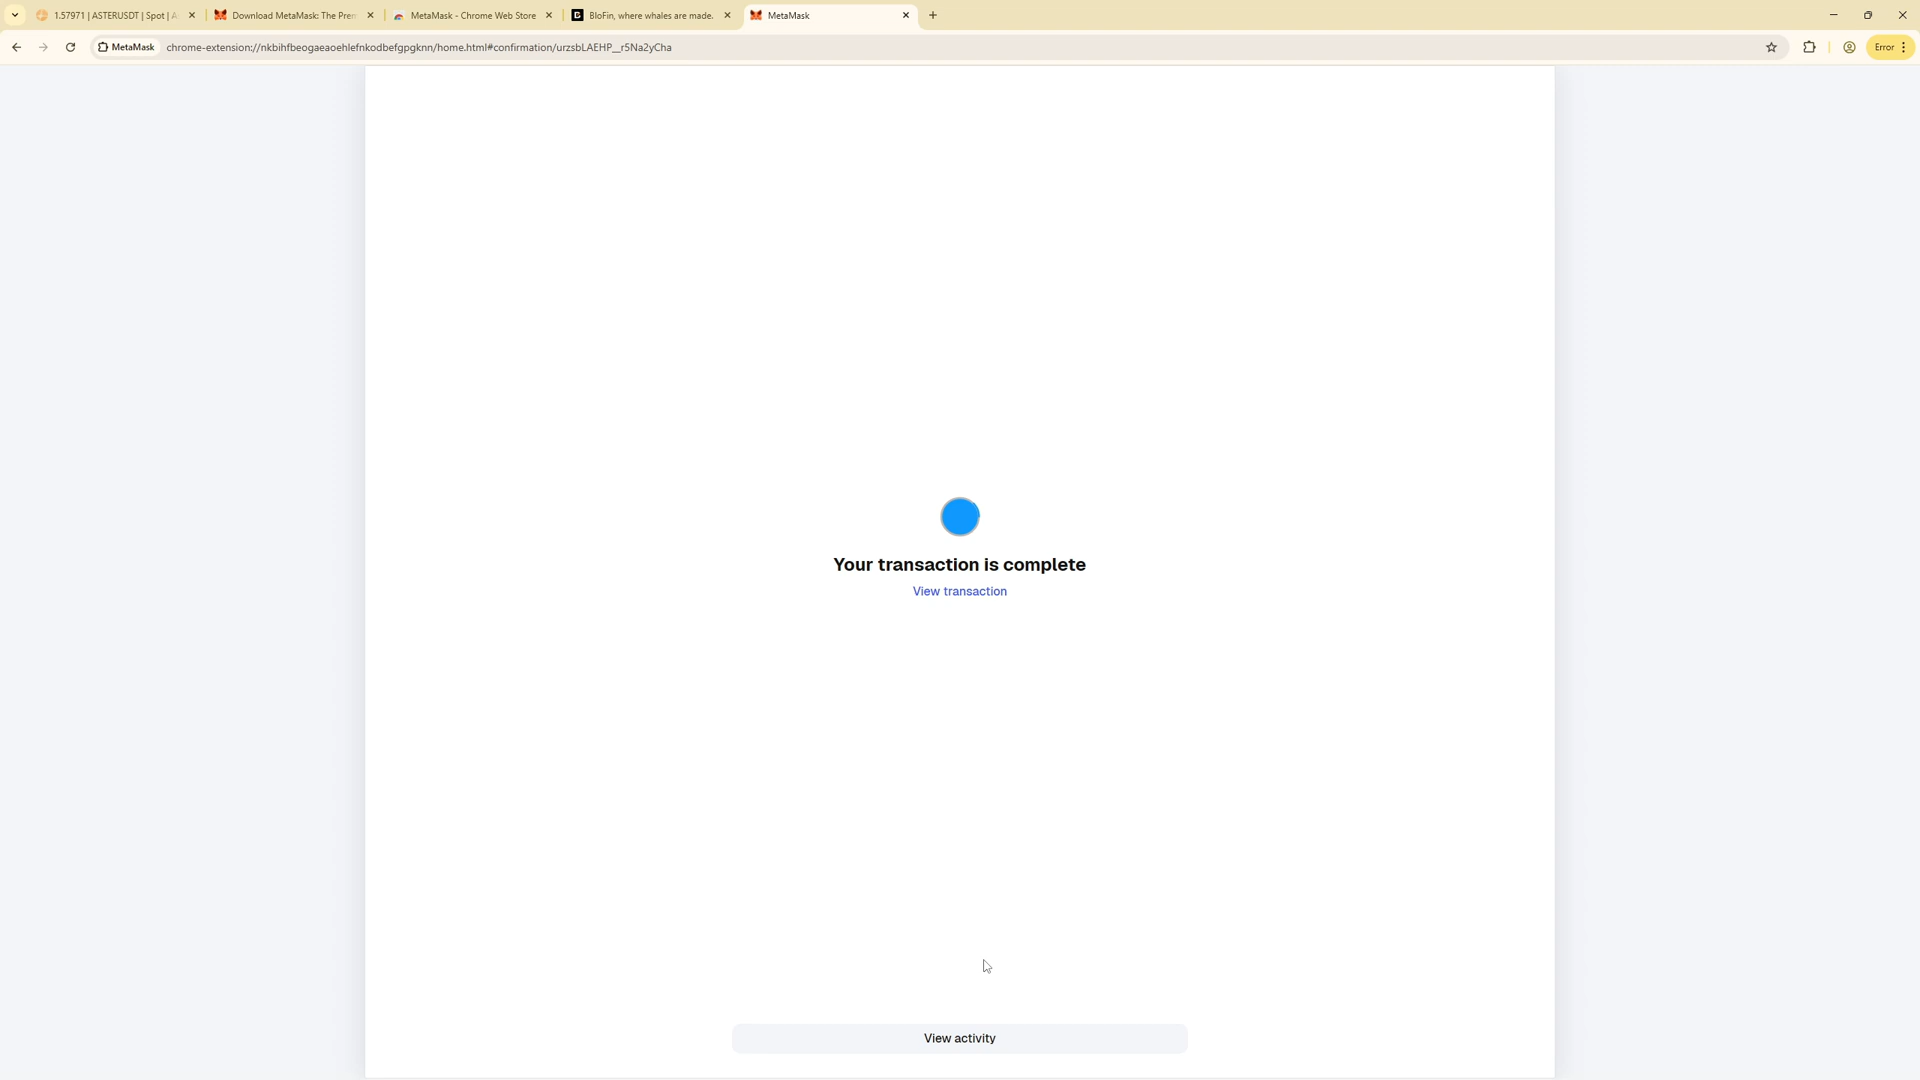 1.57971 | ASTERUSDT | Spot | A
Download MetaMask: The Prem
MetaMask - Chrome Web Store
BloFin, where whales are made.
MetaMask
MetaMask
chrome-extension://nkbihfbeogaeaoehlefnkodbefgpgknn/home.html#confirmation/urzsbLAEHP__r5Na2yCha
Error
Your transaction is complete
View transaction
View activity